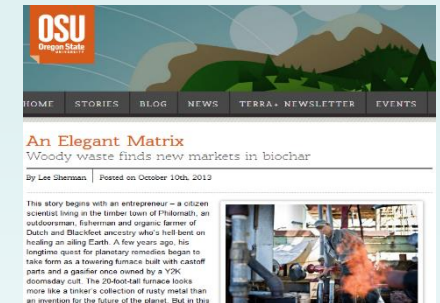 OSU
Oregon State
UNIVERSITY
HOME STORIES BLOG NEWS TERRA+ NEWSLETTER EVENTS
An Elegant Matrix
Woody waste finds new markets in biochar
By Lee Sherman | Posted on October 10th, 2013
This story begins with an entrepreneur – a citizen
scientist living in the timber town of Philomath, an
outdoorsman, fisherman and organic farmer of
Dutch and Blackfeet ancestry who's hell-bent on
healing an ailing Earth. A few years ago, his
longtime quest for planetary remedies began to
take form as a towering furnace built with castoff
parts and a gasifier once owned by a Y2K
doomsday cult. The 20-foot-tall furnace looks
more like a tinker's collection of rusty metal than
an invention for the future of the planet. But in this